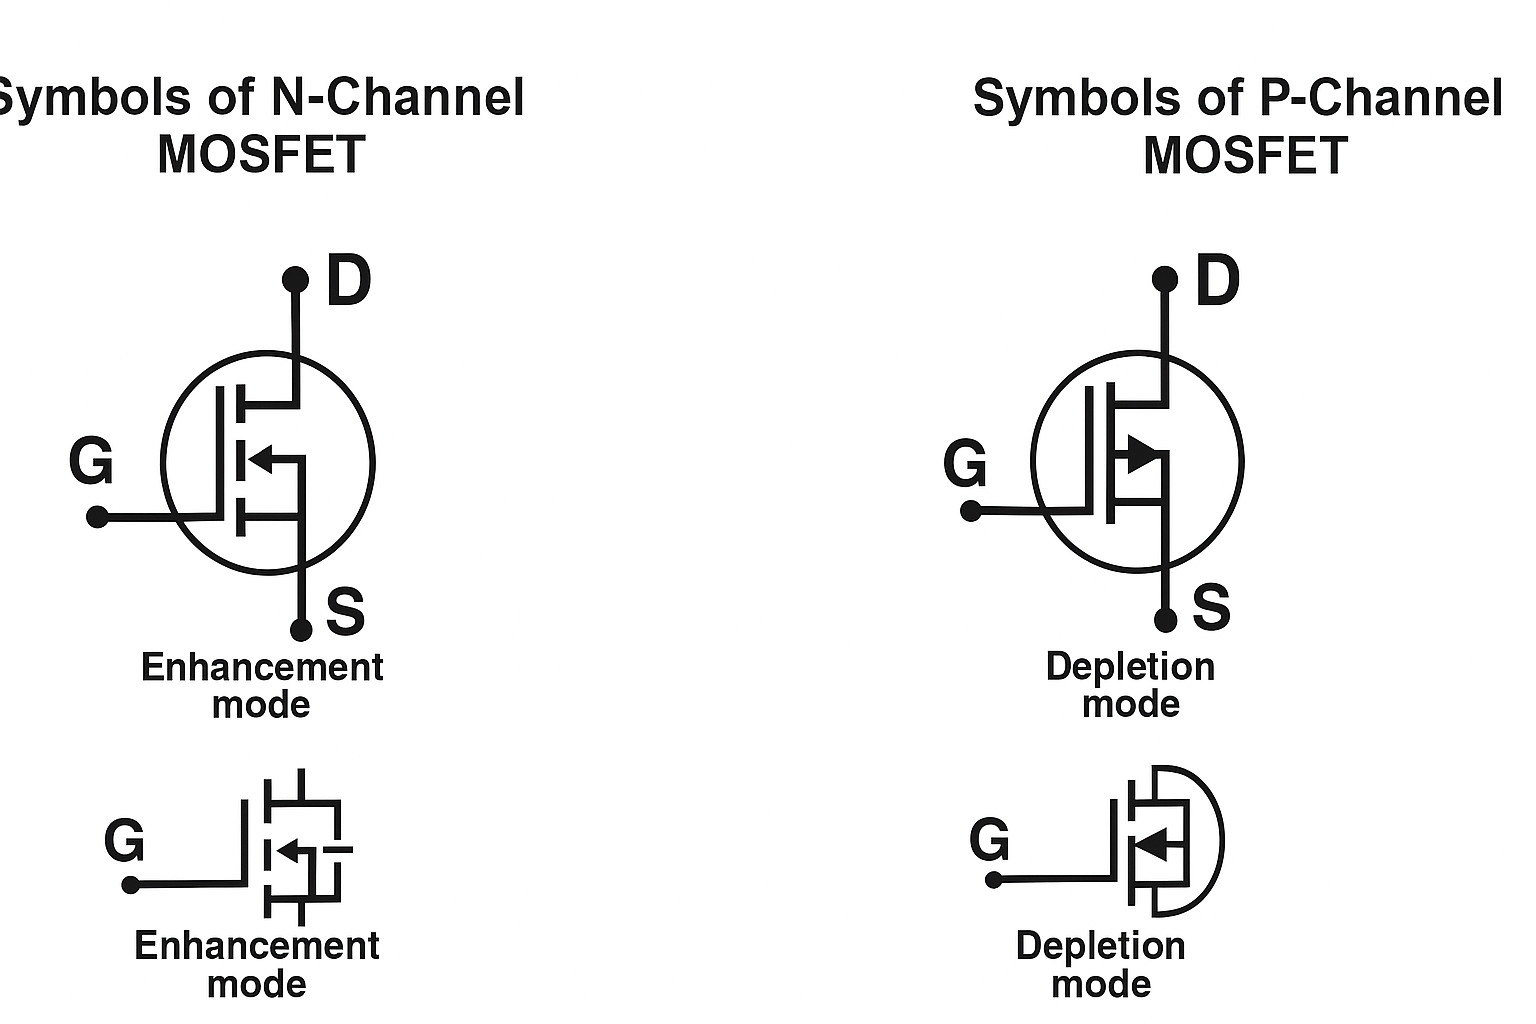 Symbols of N-Channel
MOSFET
D
G
S
Enhancement
mode
G
Enhancement
mode
Symbols of P-Channel
MOSFET
D
G
S
Depletion
mode
G
Depletion
mode